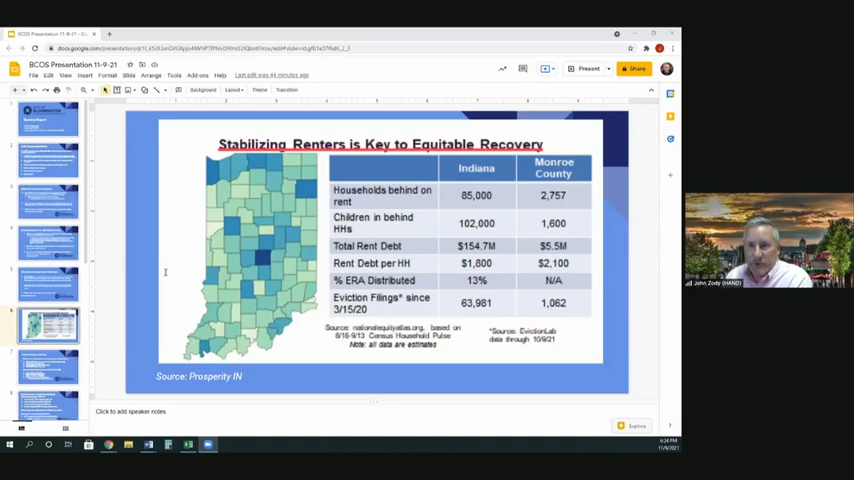 BCOS Presentation 11-9-21
docs.google.com/presentation/d/
BCOS Presentation 11-9-21
File Edit View Insert Format Slide Arrange Tools Add-ons Help Last edit was 44 minutes ago
Present
Share
Background Layout Theme Transition
Stabilizing Renters is Key to Equitable Recovery
Indiana Monroe County
Households behind on rent 85,000 2,757
Children in behind HHs 102,000 1,600
Total Rent Debt $154.7M $5.5M
Rent Debt per HH $1,800 $2,100
% ERA Distributed 13% N/A
Eviction Filings* since 3/15/20 63,981 1,062
Source: nationalequityatlas.org, based on
8/18-9/13 Census Household Pulse
Note: all data are estimates
*Source: EvictionLab
data through 10/9/21
Source: Prosperity IN
Click to add speaker notes
Explore
John Zody (HAND)
6:24 PM
11/9/2021